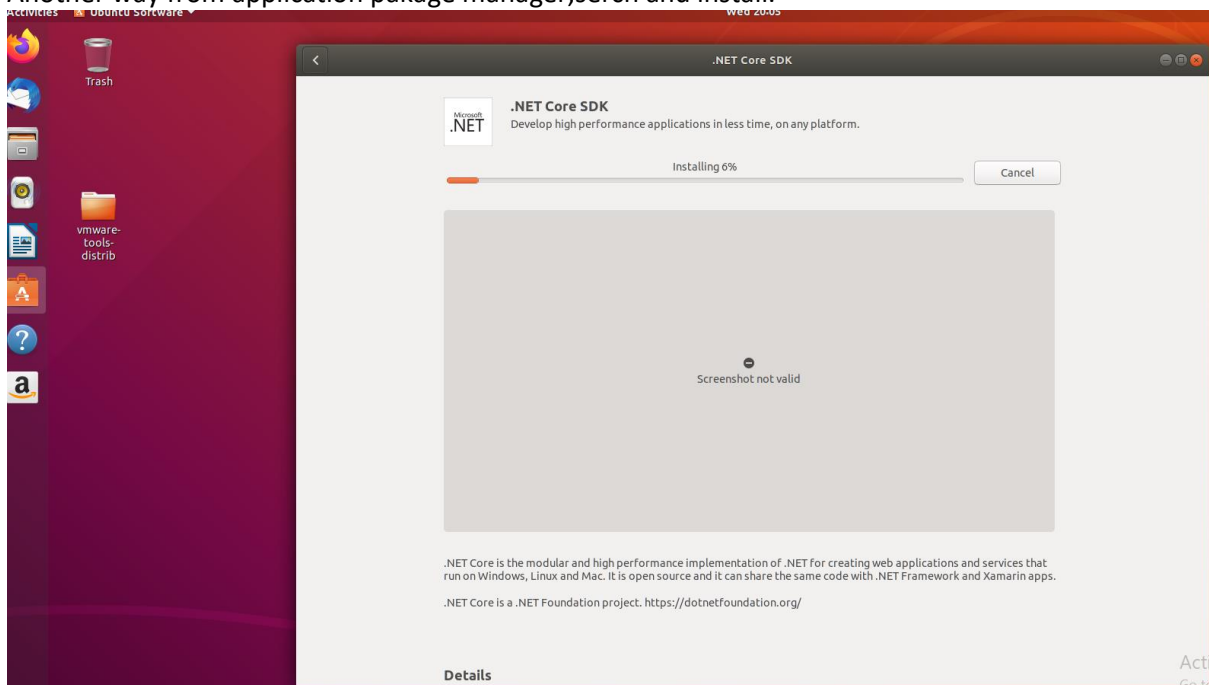 Another way from application pakage manager,serch and install
Activities Ubuntu Software
Wed 20:05
Trash
.NET Core SDK
Microsoft
.NET
.NET Core SDK
Develop high performance applications in less time, on any platform.
Installing 6%
Cancel
vmware-
tools-
distrib
Screenshot not valid
.NET Core is the modular and high performance implementation of .NET for creating web applications and services that
run on Windows, Linux and Mac. It is open source and it can share the same code with .NET Framework and Xamarin apps.
.NET Core is a .NET Foundation project. https://dotnetfoundation.org/
Details